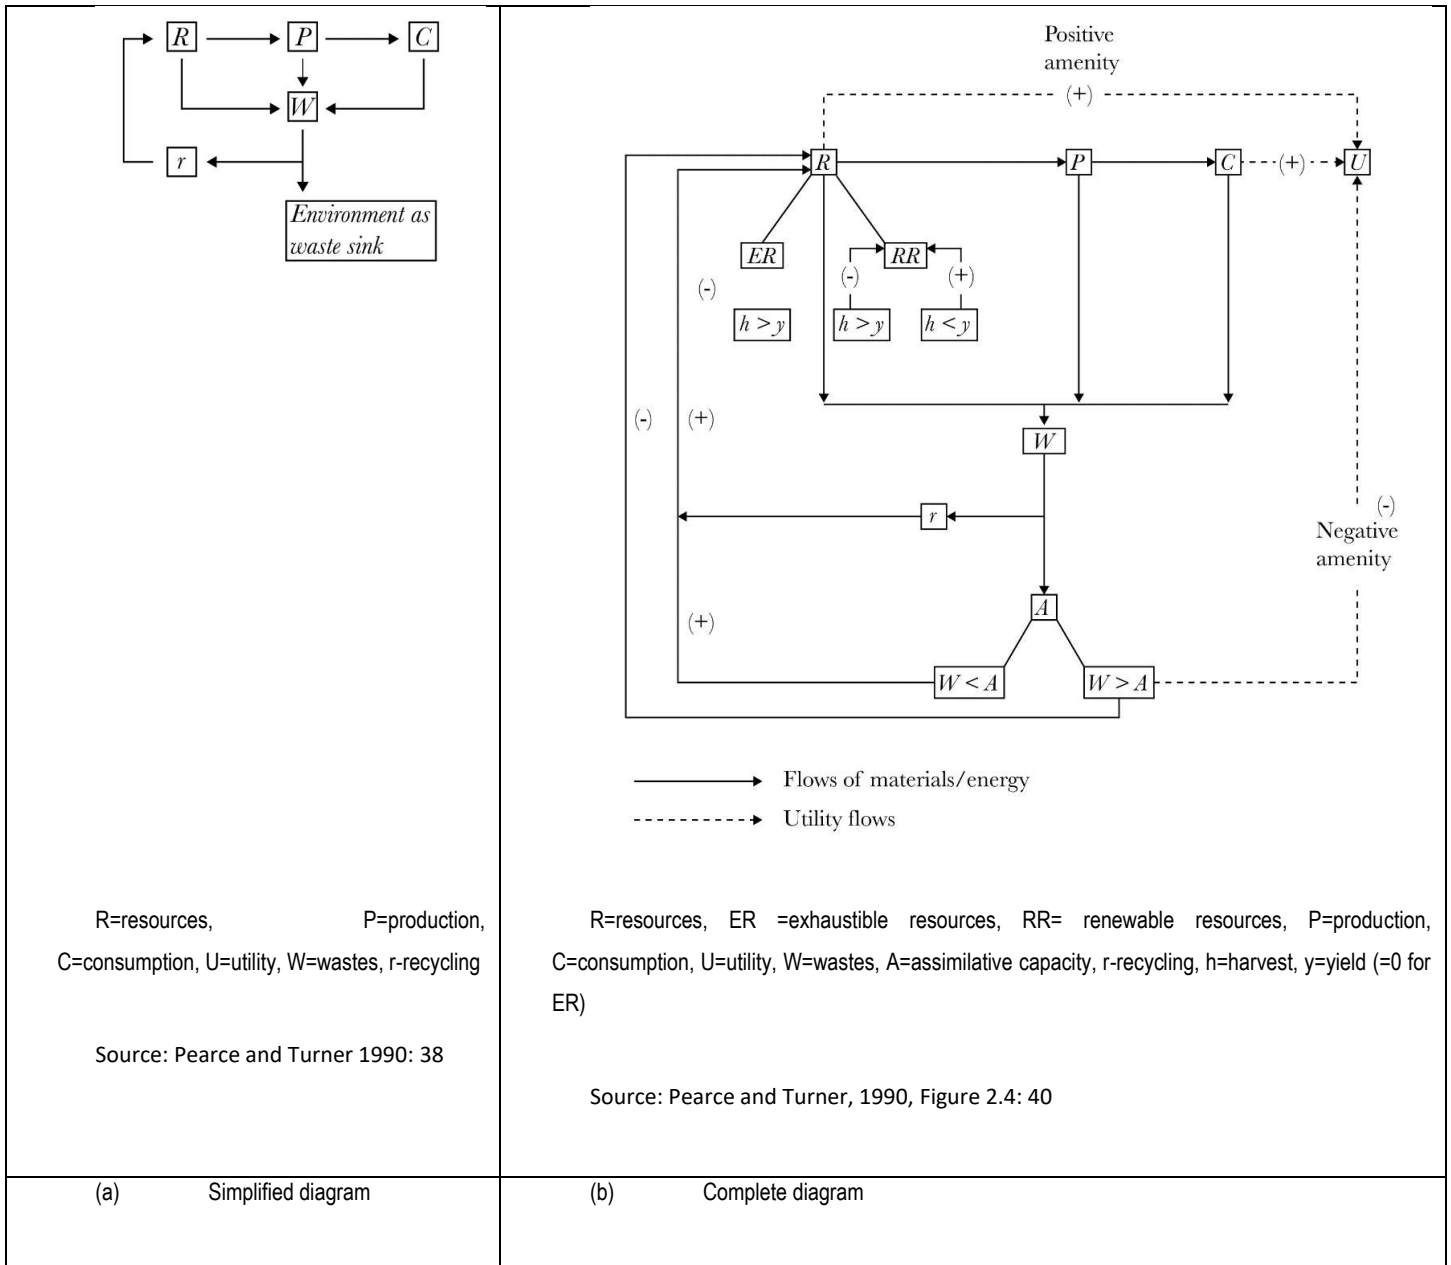 R P C
W
r
Environment as
waste sink
R=resources, P=production,
C=consumption, U=utility, W=wastes, r-recycling
Source: Pearce and Turner 1990: 38
Positive
amenity
(+)
R P C (+) U
ER RR
(-) (-) (+)
h > y h > y h < y
(-) (+)
W
r
(-)
Negative
amenity
A
(+)
W < A W > A
Flows of materials/energy
Utility flows
R=resources, ER =exhaustible resources, RR= renewable resources, P=production,
C=consumption, U=utility, W=wastes, A=assimilative capacity, r-recycling, h=harvest, y=yield (=0 for
ER)
Source: Pearce and Turner, 1990, Figure 2.4: 40
(a) Simplified diagram
(b) Complete diagram